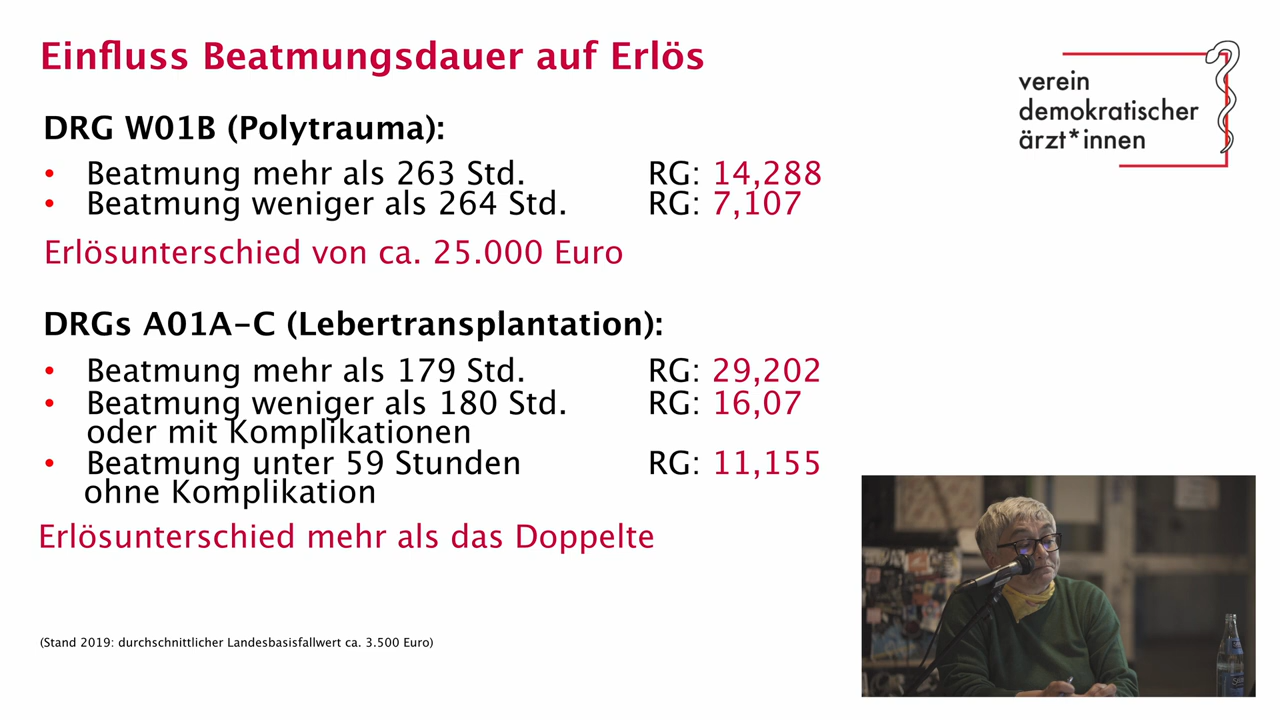 Einfluss Beatmungsdauer auf Erlös
verein
demokratischer
ärzt*innen
DRG W01B (Polytrauma):
• Beatmung mehr als 263 Std. RG: 14,288
• Beatmung weniger als 264 Std. RG: 7,107
Erlösunterschied von ca. 25.000 Euro
DRGs A01A-C (Lebertransplantation):
• Beatmung mehr als 179 Std. RG: 29,202
• Beatmung weniger als 180 Std. RG: 16,07
oder mit Komplikationen
• Beatmung unter 59 Stunden RG: 11,155
ohne Komplikation
Erlösunterschied mehr als das Doppelte
(Stand 2019: durchschnittlicher Landesbasisfallwert ca. 3.500 Euro)